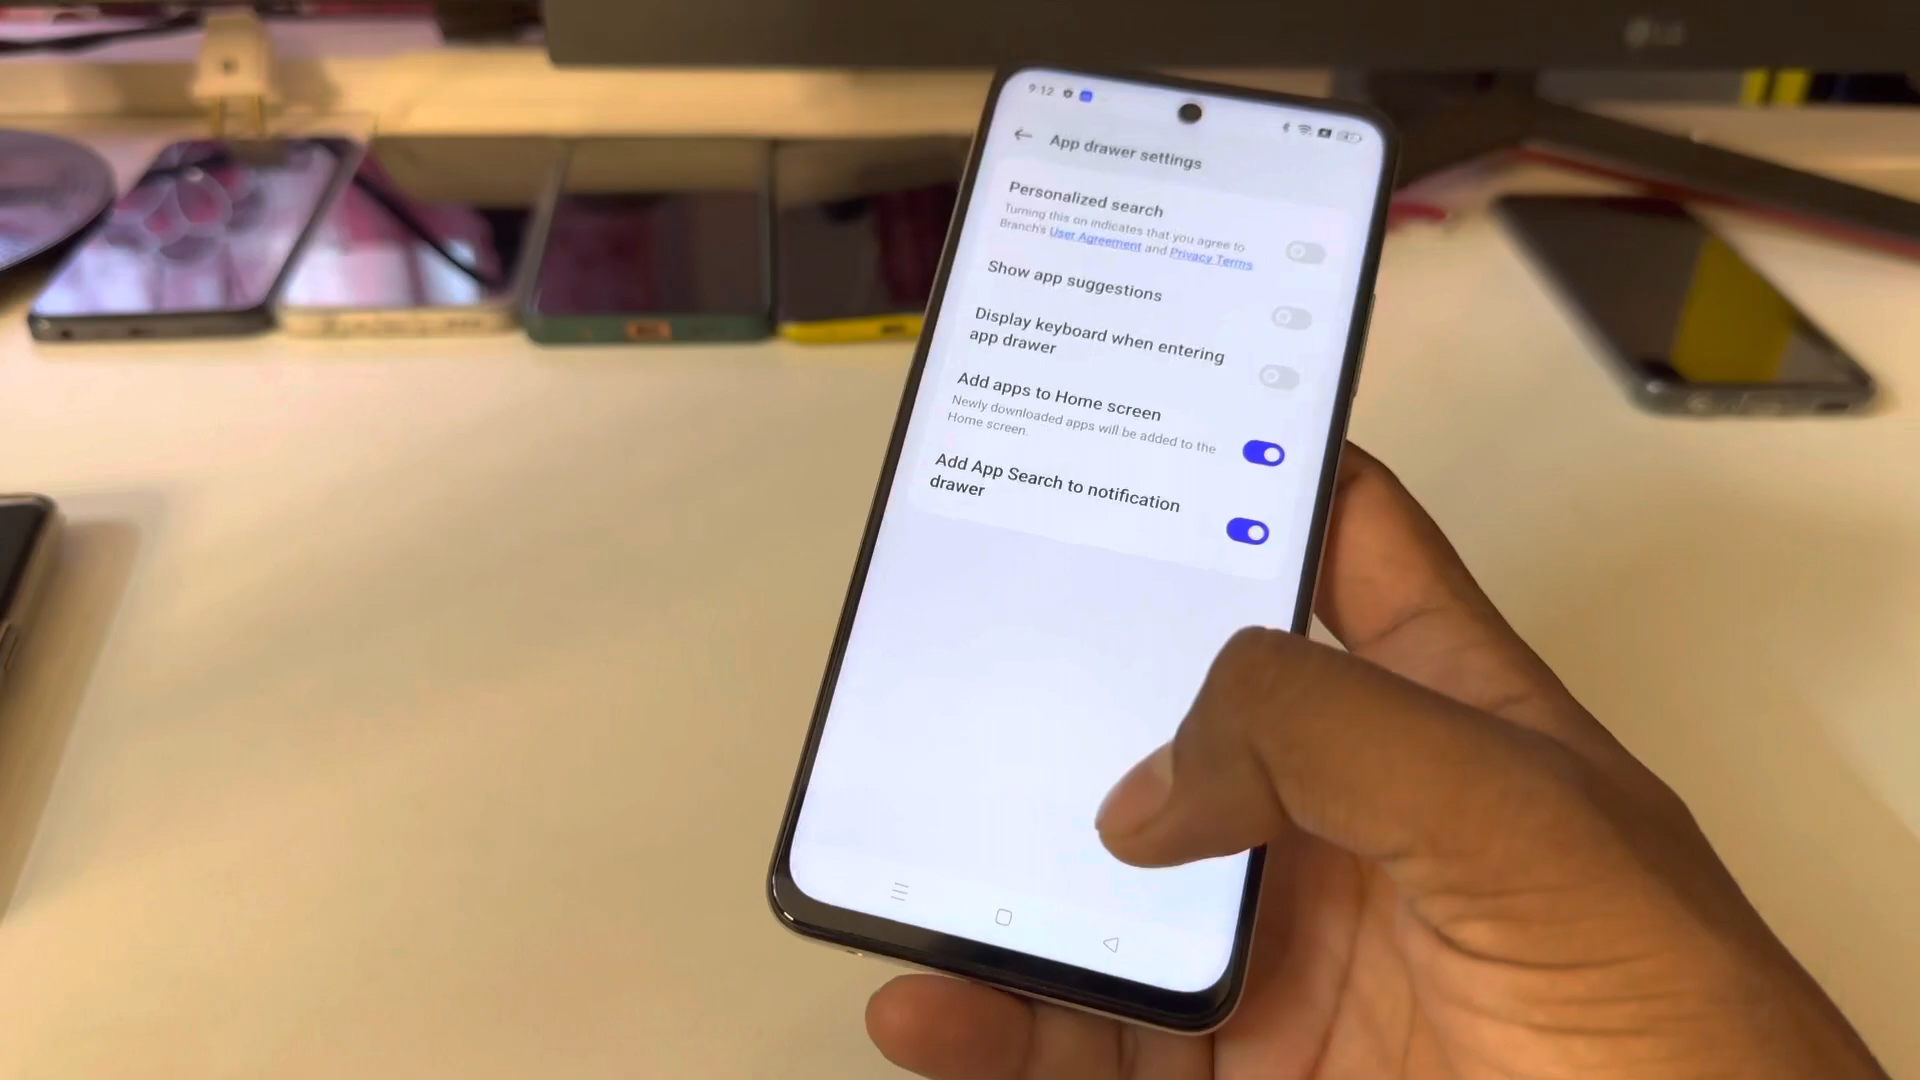 9:12
App drawer settings
Personalized search
Turning this on indicates that you agree to
Branch's User Agreement and Privacy Terms
Show app suggestions
Display keyboard when entering
app drawer
Add apps to Home screen
Newly downloaded apps will be added to the
Home screen.
Add App Search to notification
drawer
LG